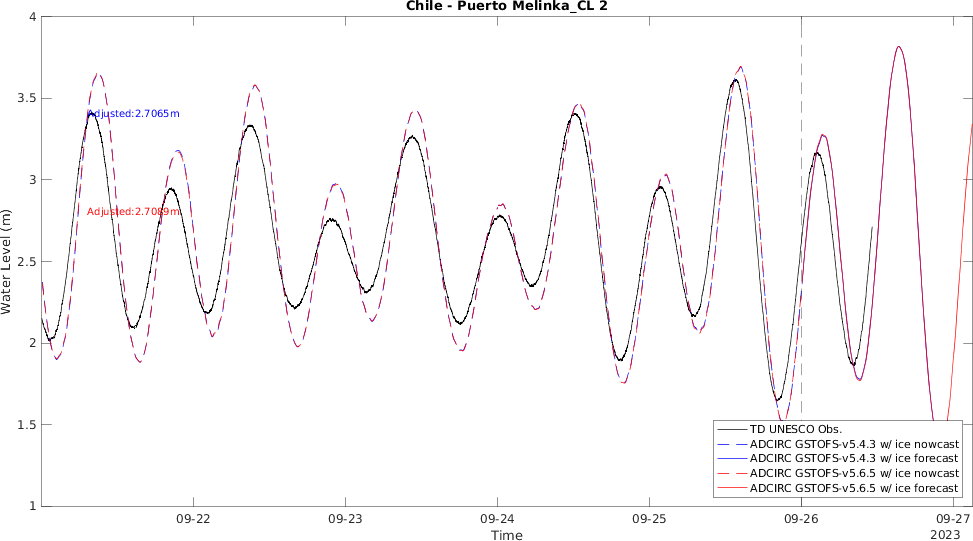 Chile - Puerto Melinka_CL 2
4
3.5
3
2.5
2
1.5
1
Water Level (m)
Adjusted:2.7065m
Adjusted:2.7089m
TD UNESCO Obs.
ADCIRC GSTOFS-v5.4.3 w/ ice nowcast
ADCIRC GSTOFS-v5.4.3 w/ ice forecast
ADCIRC GSTOFS-v5.6.5 w/ ice nowcast
ADCIRC GSTOFS-v5.6.5 w/ ice forecast
09-22
09-23
09-24
09-25
09-26
09-27
2023
Time